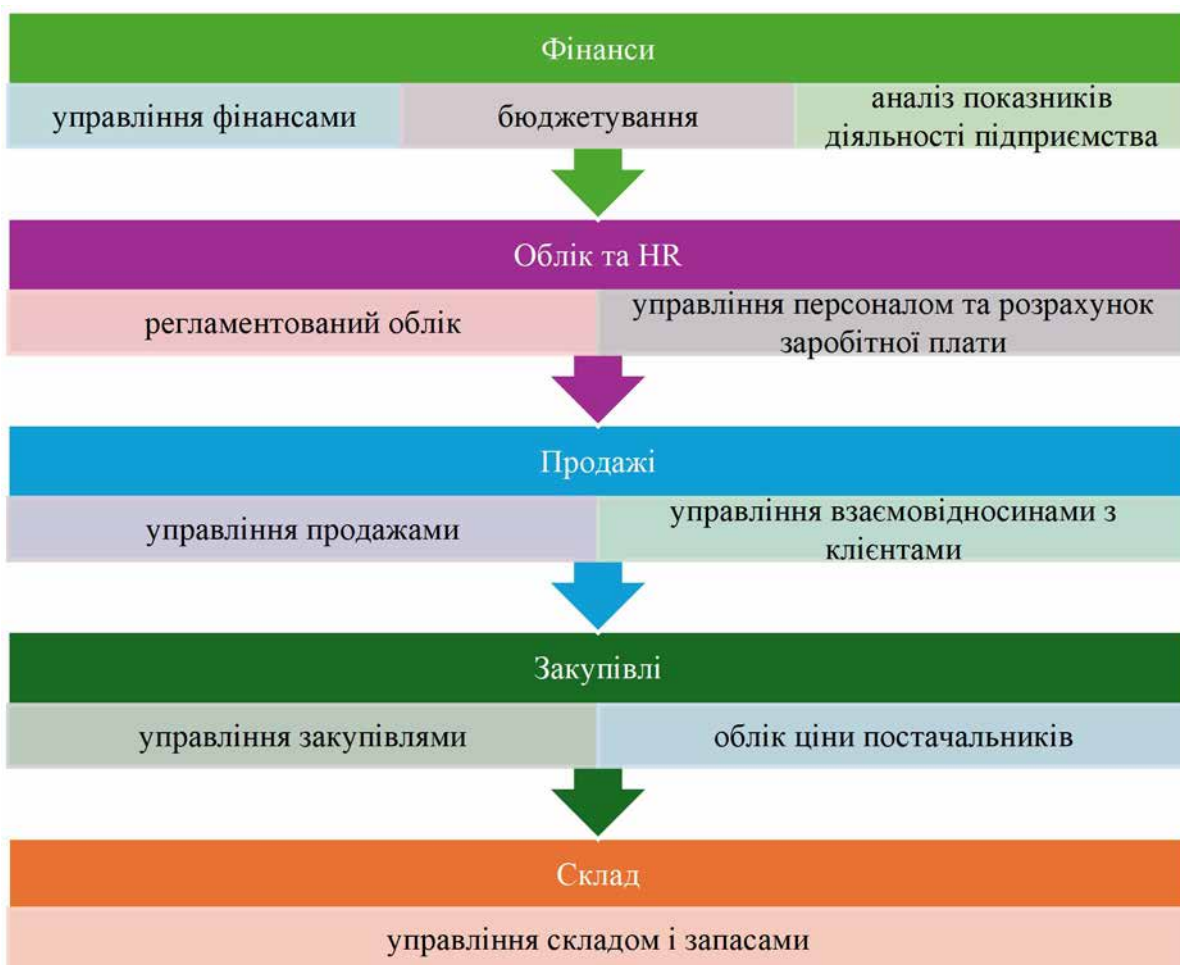 Фінанси
управління фінансами
бюджетування
аналіз показників
діяльності підприємства
Облік та HR
регламентований облік
управління персоналом та розрахунок
заробітної плати
Продажі
управління продажами
управління взаємовідносинами з
клієнтами
Закупівлі
управління закупівлями
облік ціни постачальників
Склад
управління складом і запасами